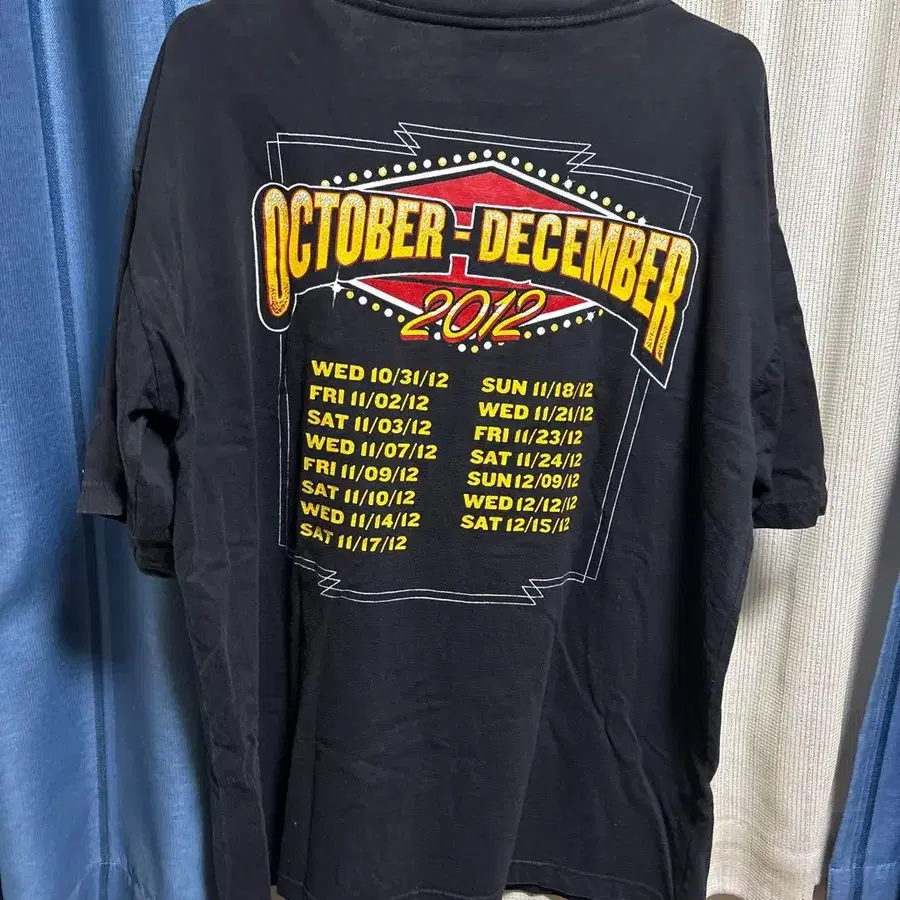 OCTOBER - DECEMBER
2012
WED 10/31/12
FRI 11/02/12
SAT 11/03/12
WED 11/07/12
FRI 11/09/12
SAT 11/10/12
WED 11/14/12
SAT 11/17/12
SUN 11/18/12
WED 11/21/12
FRI 11/23/12
SAT 11/24/12
SUN 12/09/12
WED 12/12/12
SAT 12/15/12